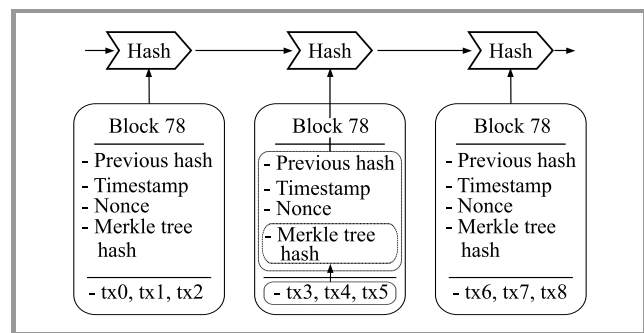 Hash
Hash
Hash
Block 78
- Previous hash
- Timestamp
- Nonce
- Merkle tree
hash
- tx0, tx1, tx2
Block 78
- Previous hash
- Timestamp
- Nonce
- Merkle tree
hash
- tx3, tx4, tx5
Block 78
- Previous hash
- Timestamp
- Nonce
- Merkle tree
hash
- tx6, tx7, tx8